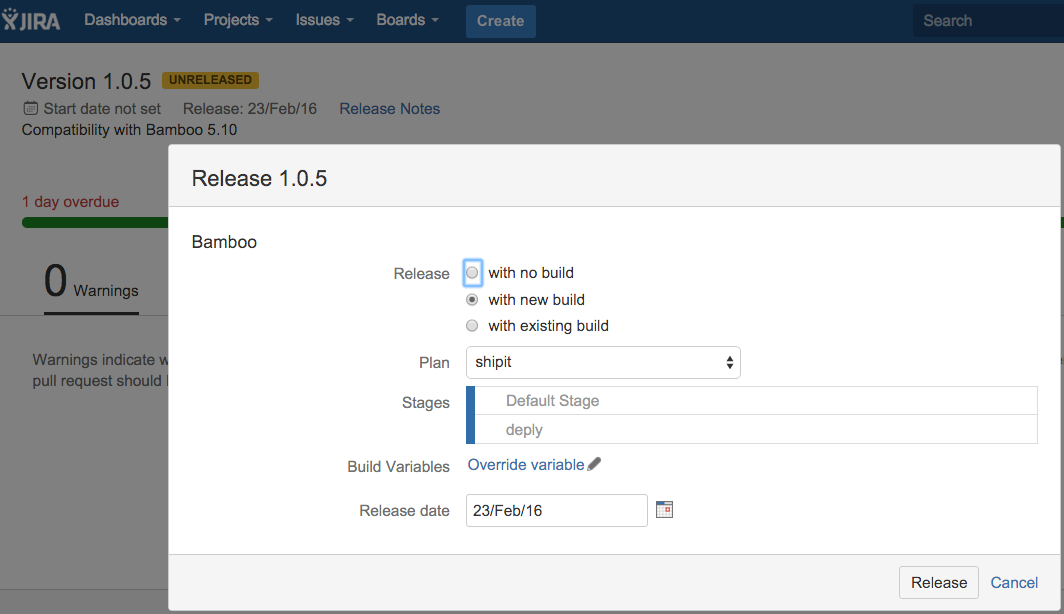 JIRA Dashboards Projects Issues Boards Create Search
Version 1.0.5 UNRELEASED
Start date not set Release: 23/Feb/16 Release Notes
Compatibility with Bamboo 5.10
Release 1.0.5
1 day overdue
Bamboo
0 Warnings
Release with no build
with new build
with existing build
Warnings indicate
Plan shipit
pull request should
Stages Default Stage
deply
Build Variables Override variable
Release date 23/Feb/16
Release Cancel